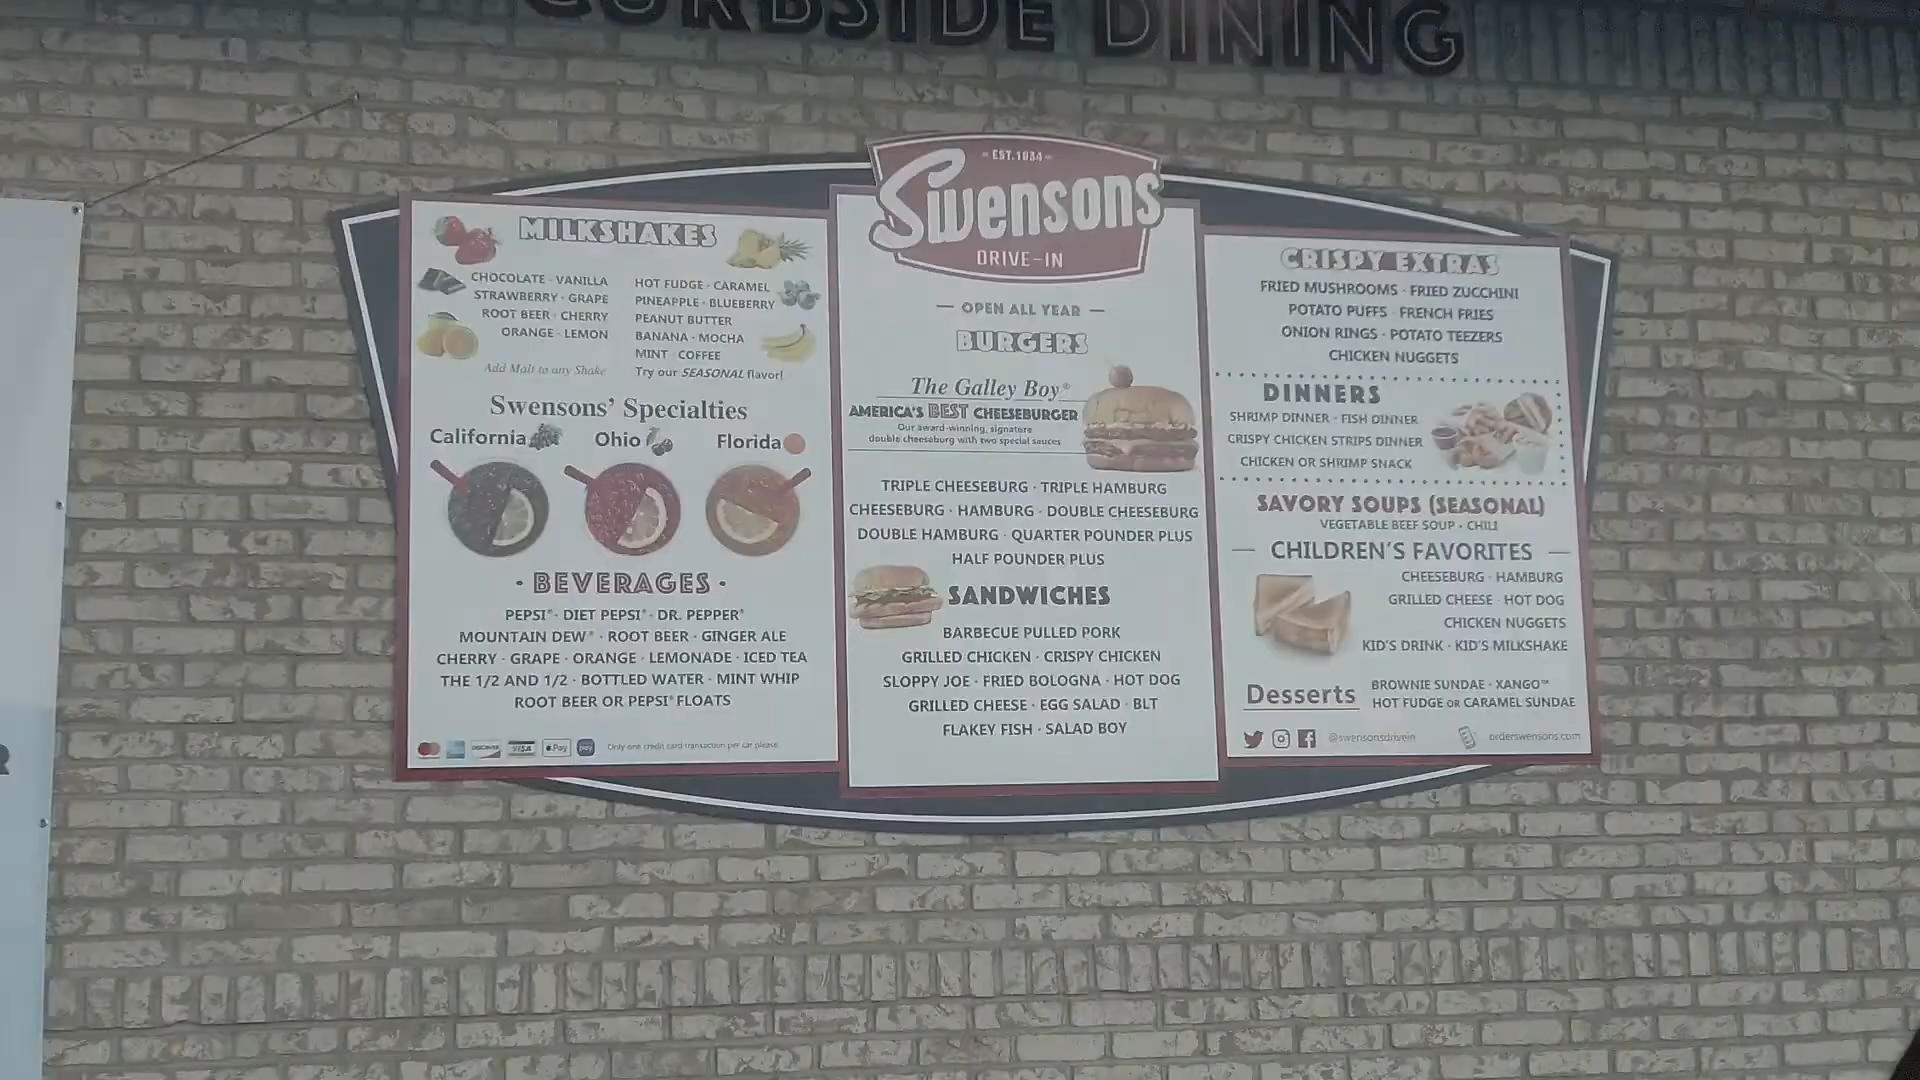 CURBSIDE DINING
EST. 1934
Swensons
DRIVE-IN
MILKSHAKES
CHOCOLATE · VANILLA
STRAWBERRY · GRAPE
ROOT BEER · CHERRY
ORANGE · LEMON
Add Malt to any Shake
HOT FUDGE · CARAMEL
PINEAPPLE · BLUEBERRY
PEANUT BUTTER
BANANA · MOCHA
MINT · COFFEE
Try our SEASONAL flavor!
Swensons' Specialties
California
Ohio
Florida
· BEVERAGES ·
PEPSI® · DIET PEPSI® · DR. PEPPER®
MOUNTAIN DEW® · ROOT BEER · GINGER ALE
CHERRY · GRAPE · ORANGE · LEMONADE · ICED TEA
THE 1/2 AND 1/2 · BOTTLED WATER · MINT WHIP
ROOT BEER OR PEPSI® FLOATS
DISCOVER VISA Pay pay Only one credit card transaction per car please
— OPEN ALL YEAR —
BURGERS
The Galley Boy®
AMERICA'S BEST CHEESEBURGER
Our award-winning, signature
double cheeseburg with two special sauces
TRIPLE CHEESEBURG · TRIPLE HAMBURG
CHEESEBURG · HAMBURG · DOUBLE CHEESEBURG
DOUBLE HAMBURG · QUARTER POUNDER PLUS
HALF POUNDER PLUS
SANDWICHES
BARBECUE PULLED PORK
GRILLED CHICKEN · CRISPY CHICKEN
SLOPPY JOE · FRIED BOLOGNA · HOT DOG
GRILLED CHEESE · EGG SALAD · BLT
FLAKEY FISH · SALAD BOY
CRISPY EXTRAS
FRIED MUSHROOMS · FRIED ZUCCHINI
POTATO PUFFS · FRENCH FRIES
ONION RINGS · POTATO TEEZERS
CHICKEN NUGGETS
DINNERS
SHRIMP DINNER · FISH DINNER
CRISPY CHICKEN STRIPS DINNER
CHICKEN OR SHRIMP SNACK
SAVORY SOUPS (SEASONAL)
VEGETABLE BEEF SOUP · CHILI
— CHILDREN'S FAVORITES —
CHEESEBURG · HAMBURG
GRILLED CHEESE · HOT DOG
CHICKEN NUGGETS
KID'S DRINK · KID'S MILKSHAKE
Desserts
BROWNIE SUNDAE · XANGO™
HOT FUDGE OR CARAMEL SUNDAE
@swensonsdrivein
orderswensons.com